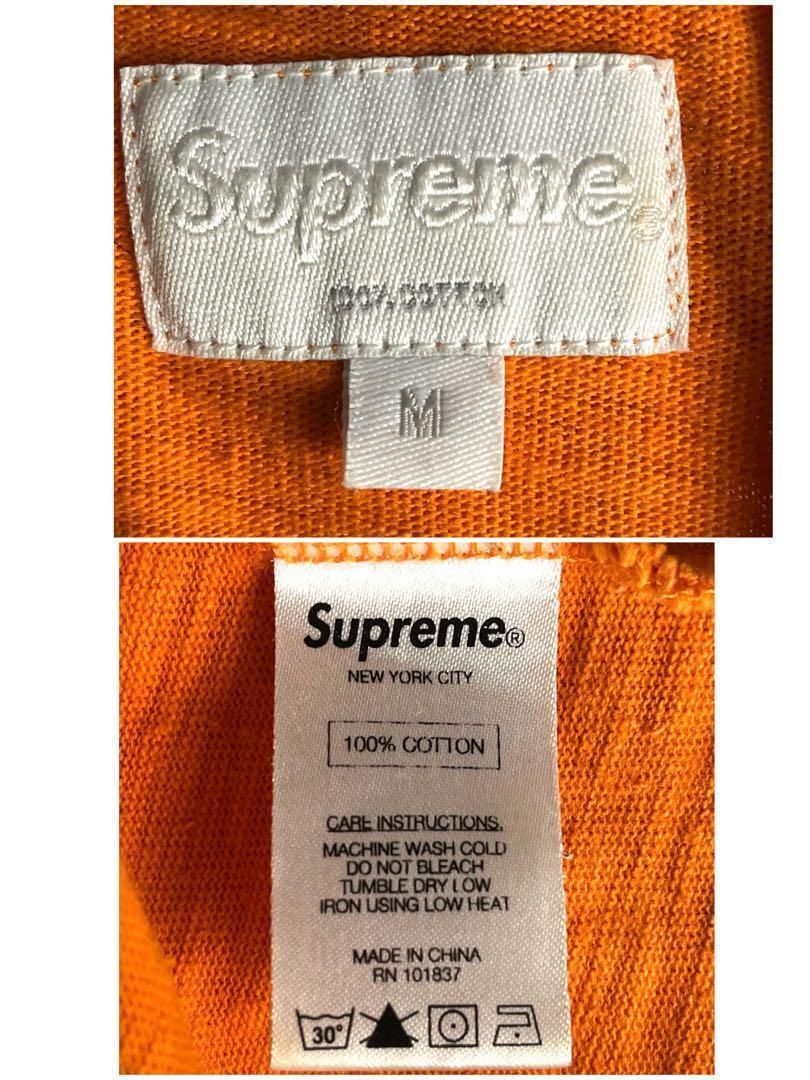 Supreme®
100% COTTON
M
Supreme®
NEW YORK CITY
100% COTTON
CARE INSTRUCTIONS.
MACHINE WASH COLD
DO NOT BLEACH
TUMBLE DRY LOW
IRON USING LOW HEAT
MADE IN CHINA
RN 101837
30°